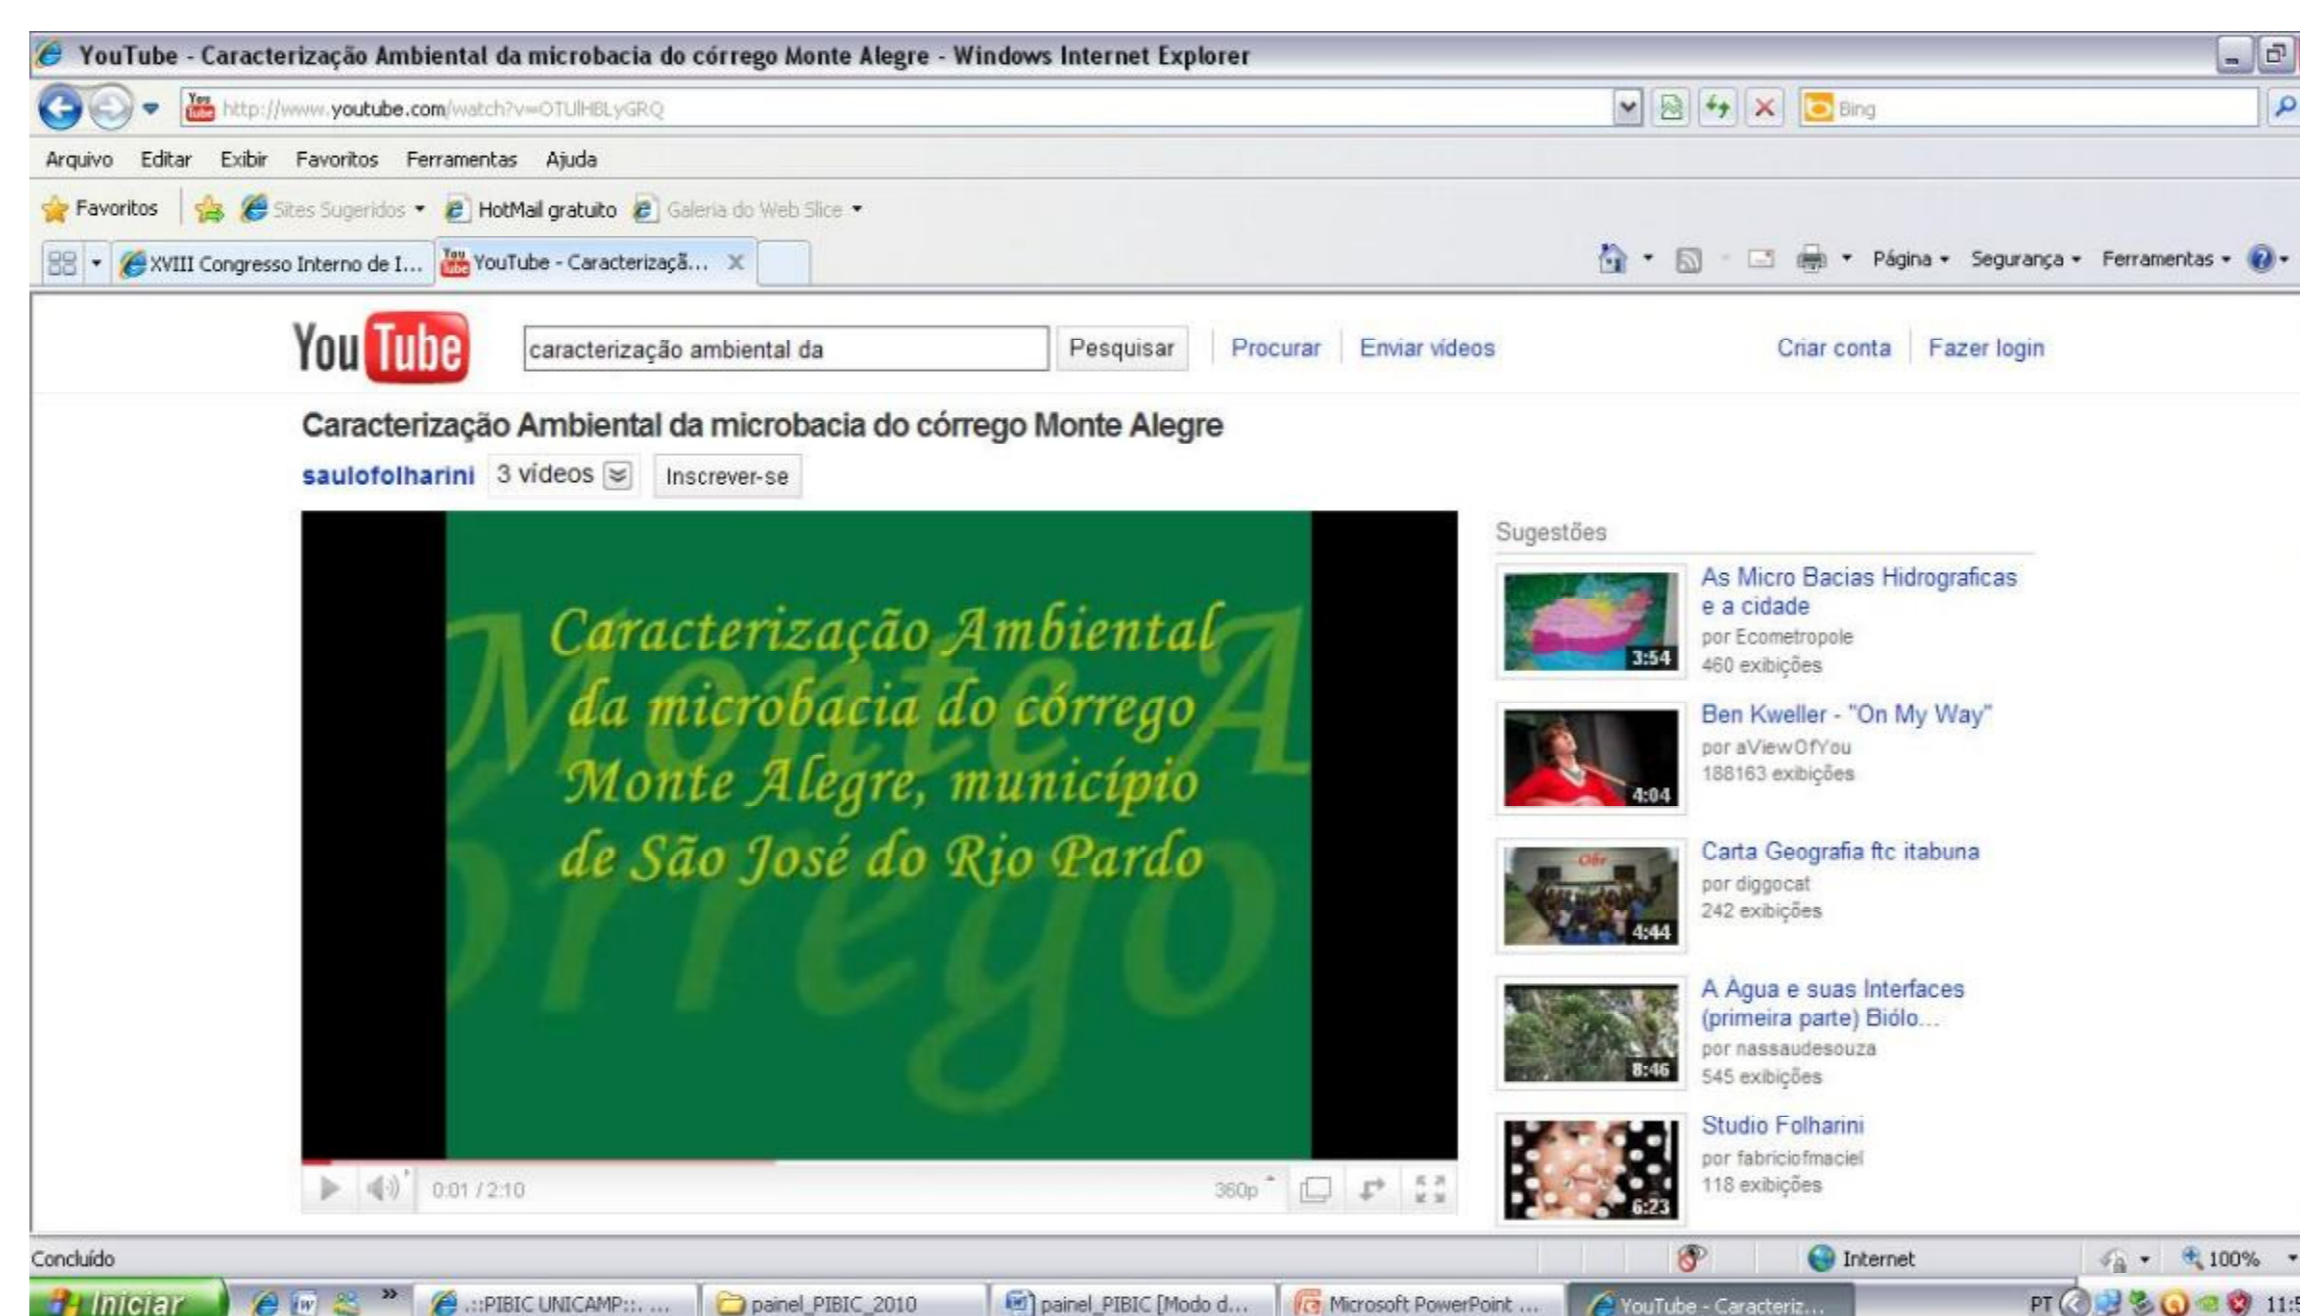 YouTube - Caracterização Ambiental da microbacia do córrego Monte Alegre - Windows Internet Explorer
http://www.youtube.com/watch?v=OTUlH8LyGRQ
Bing
Arquivo Editar Exibir Favoritos Ferramentas Ajuda
Favoritos Sites Sugeridos HotMail gratuito Galeria do Web Slice
XVIII Congresso Interno de I... YouTube - Caracterizaçã... Página Segurança Ferramentas
YouTube caracterização ambiental da Pesquisar Procurar Enviar vídeos Criar conta Fazer login
Caracterização Ambiental da microbacia do córrego Monte Alegre
saulofolharini 3 vídeos Inscrever-se
Monte A
órrego
Caracterização Ambiental
da microbacia do córrego
Monte Alegre, município
de São José do Rio Pardo
0:01 / 2:10 360p
Sugestões
As Micro Bacias Hidrograficas
e a cidade
por Ecometropole
460 exibições
3:54
Ben Kweller - "On My Way"
por aViewOfYou
188163 exibições
4:04
Carta Geografia ftc itabuna
por diggocat
242 exibições
4:44
A Àgua e suas Interfaces
(primeira parte) Biólo...
por nassaudesouza
545 exibições
8:46
Studio Folharini
por fabriciofmaciel
118 exibições
6:23
Concluído Internet 100%
Iniciar .::PIBIC UNICAMP::. ... painel_PIBIC_2010 painel_PIBIC [Modo d... Microsoft PowerPoint ... YouTube - Caracteriz... PT